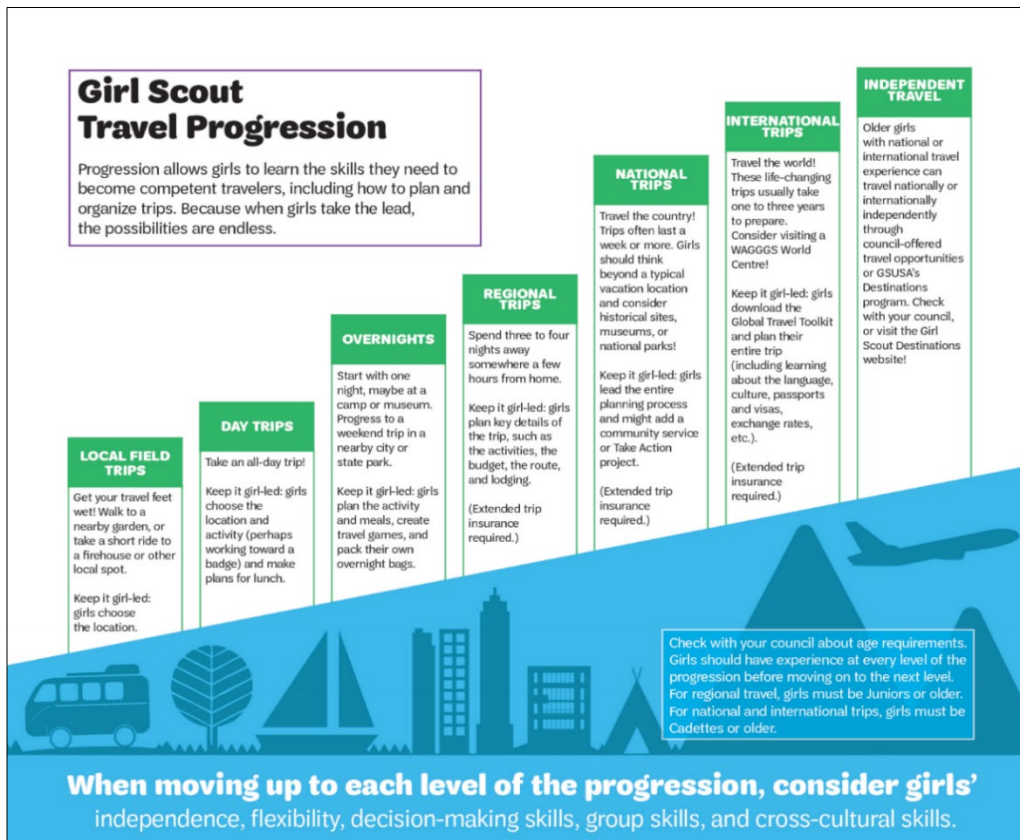 Girl Scout
Travel Progression
Progression allows girls to learn the skills they need to
become competent travelers, including how to plan and
organize trips. Because when girls take the lead,
the possibilities are endless.
LOCAL FIELD
TRIPS
Get your travel feet
wet! Walk to a
nearby garden, or
take a short ride to
a firehouse or other
local spot.
Keep it girl-led:
girls choose
the location.
DAY TRIPS
Take an all-day trip!
Keep it girl-led: girls
choose the
location and
activity (perhaps
working toward a
badge) and make
plans for lunch.
OVERNIGHTS
Start with one
night, maybe at a
camp or museum.
Progress to a
weekend trip in a
nearby city or
state park.
Keep it girl-led: girls
plan the activity
and meals, create
travel games, and
pack their own
overnight bags.
REGIONAL
TRIPS
Spend three to four
nights away
somewhere a few
hours from home.
Keep it girl-led: girls
plan key details of
the trip, such as
the activities, the
budget, the route,
and lodging.
(Extended trip
insurance
required.)
NATIONAL
TRIPS
Travel the country!
Trips often last a
week or more. Girls
should think
beyond a typical
vacation location
and consider
historical sites,
museums, or
national parks!
Keep it girl-led: girls
lead the entire
planning process
and might add a
community service
or Take Action
project.
(Extended trip
insurance
required.)
INTERNATIONAL
TRIPS
Travel the world!
These life-changing
trips usually take
one to three years
to prepare.
Consider visiting a
WAGGGS World
Centre!
Keep it girl-led: girls
download the
Global Travel Toolkit
and plan their
entire trip
(including learning
about the language,
culture, passports
and visas,
exchange rates,
etc.).
(Extended trip
insurance
required.)
INDEPENDENT
TRAVEL
Older girls
with national or
international travel
experience can
travel nationally or
internationally
independently
through
council-offered
travel opportunities
or GSUSA's
Destinations
program. Check
with your council,
or visit the Girl
Scout Destinations
website!
Check with your council about age requirements.
Girls should have experience at every level of the
progression before moving on to the next level.
For regional travel, girls must be Juniors or older.
For national and international trips, girls must be
Cadettes or older.
When moving up to each level of the progression, consider girls'
independence, flexibility, decision-making skills, group skills, and cross-cultural skills.